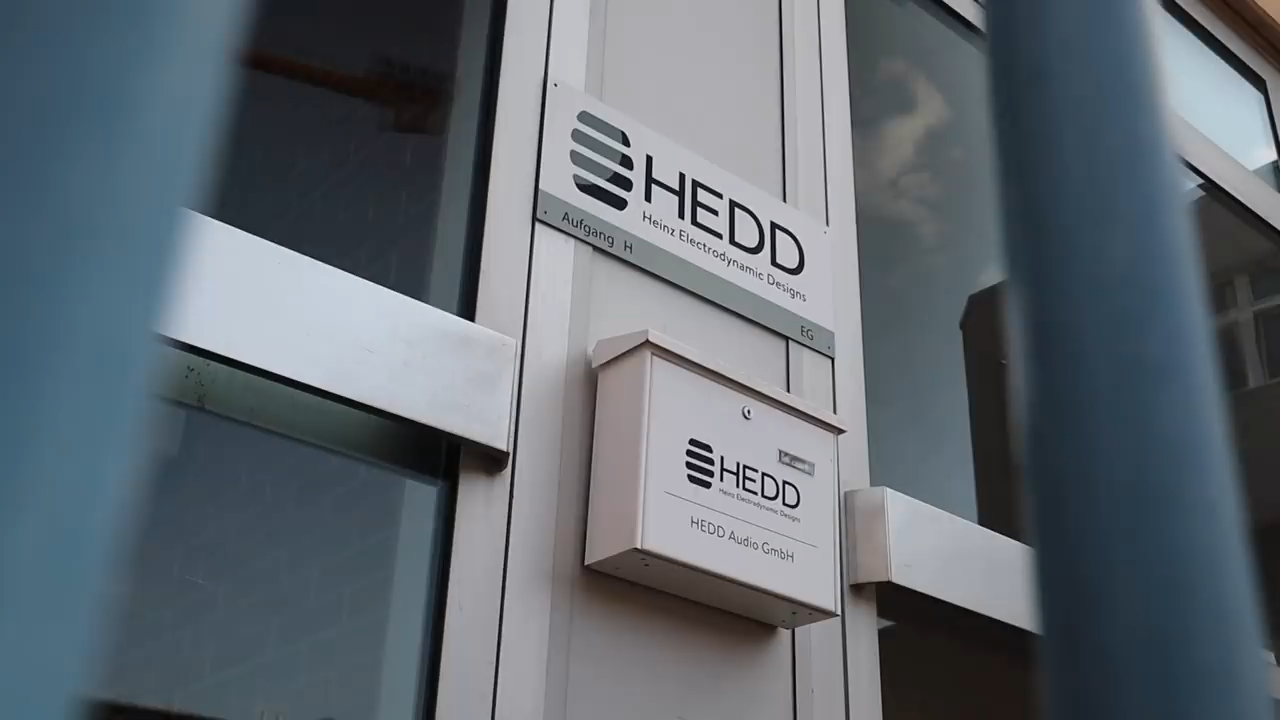 HEDD
Heinz Electrodynamic Designs
Aufgang H
EG
HEDD
Heinz Electrodynamic Designs
HEDD Audio GmbH